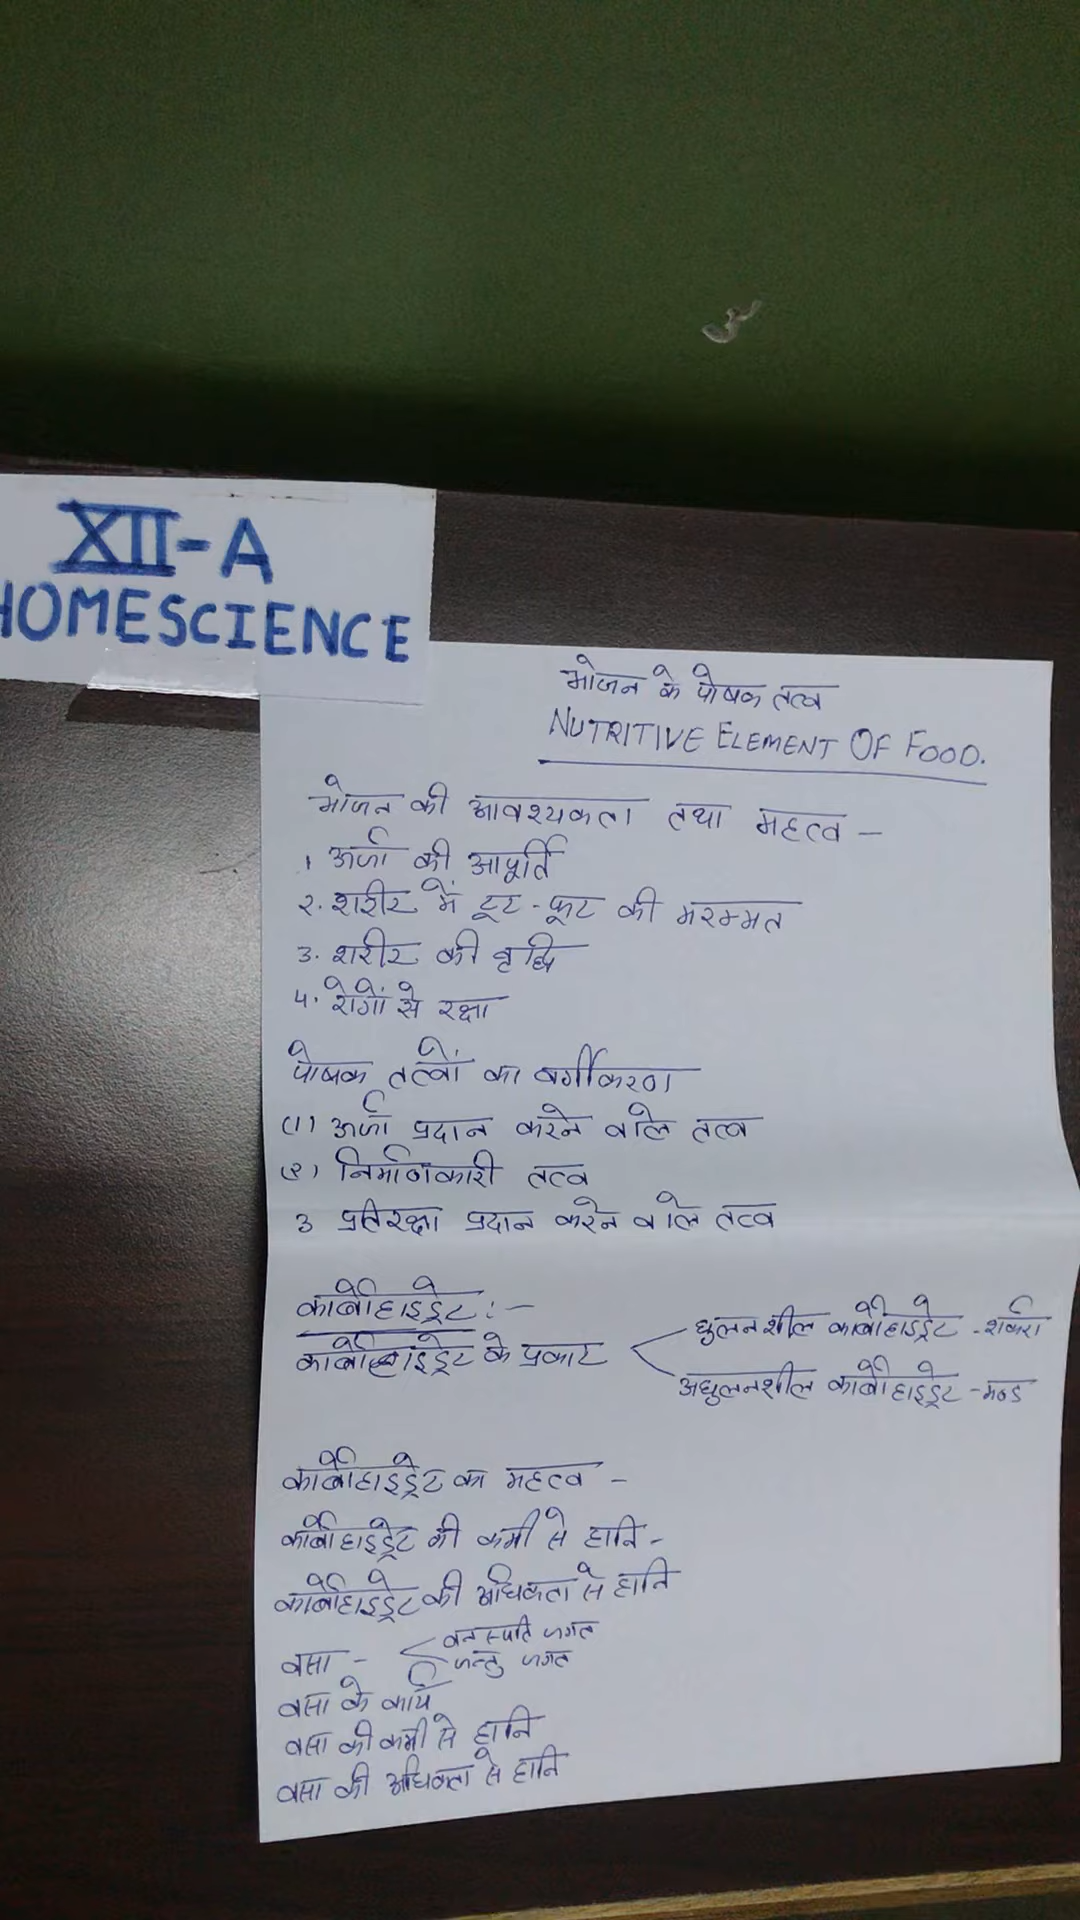 XII-A
HOMESCIENCE
भोजन के पोषक तत्व
NUTRITIVE ELEMENT OF FOOD.
भोजन की आवश्यकता तथा महत्व -
1 ऊर्जा की आपूर्ति
२. शरीर में टूट-फूट की मरम्मत
3. शरीर की वृद्धि
4. रोगों से रक्षा
पोषक तत्वों का वर्गीकरण
(1) ऊर्जा प्रदान करने वाले तत्व
(२) निर्माणकारी तत्व
3 प्रतिरक्षा प्रदान करने वाले तत्व
कार्बोहाइड्रेट :-
कार्बोहाइड्रेट के प्रकार
घुलनशील कार्बोहाइड्रेट - शर्करा
अघुलनशील कार्बोहाइड्रेट - मण्ड
कार्बोहाइड्रेट का महत्व -
कार्बोहाइड्रेट की कमी से हानि -
कार्बोहाइड्रेट की अधिकता से हानि
वसा -
वनस्पति जगत
जन्तु जगत
वसा के कार्य
वसा की कमी से हानि
वसा की अधिकता से हानि